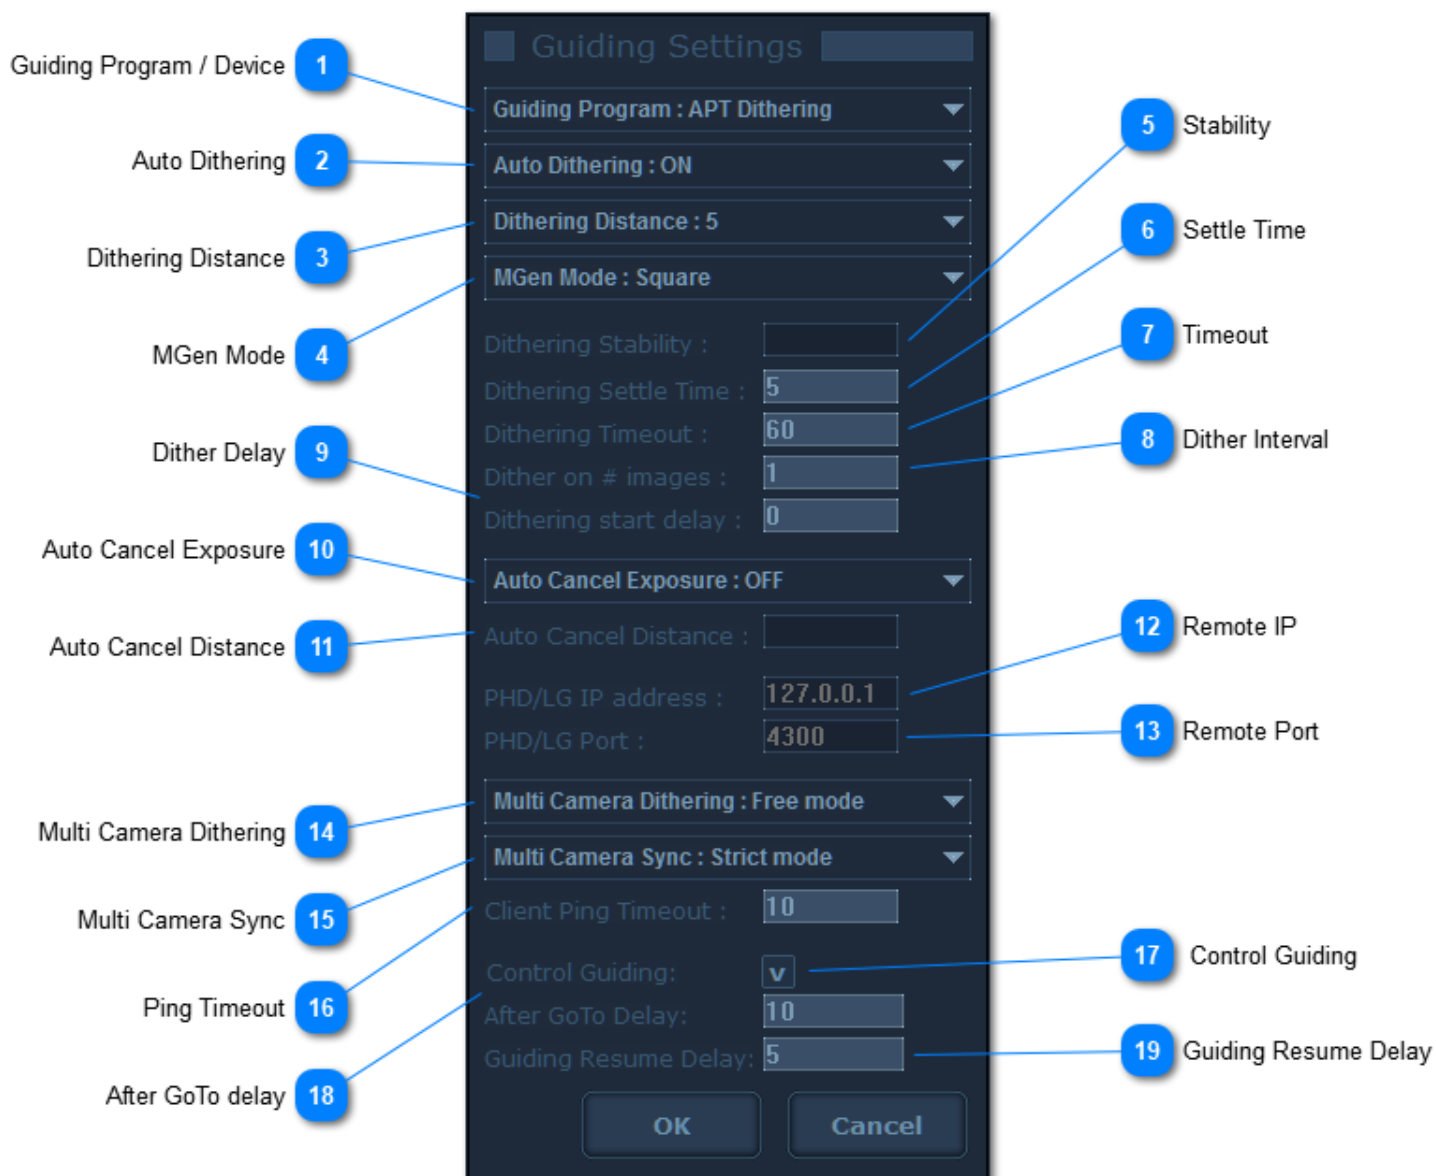 Guiding Settings
Guiding Program / Device 1
Guiding Program : APT Dithering
5 Stability
Auto Dithering 2
Auto Dithering : ON
Dithering Distance : 5
6 Settle Time
Dithering Distance 3
MGen Mode : Square
MGen Mode 4
Dithering Stability :
7 Timeout
Dithering Settle Time : 5
Dithering Timeout : 60
8 Dither Interval
Dither Delay 9
Dither on # images : 1
Dithering start delay : 0
Auto Cancel Exposure 10
Auto Cancel Exposure : OFF
Auto Cancel Distance 11
Auto Cancel Distance :
12 Remote IP
PHD/LG IP address : 127.0.0.1
PHD/LG Port : 4300
13 Remote Port
Multi Camera Dithering : Free mode
Multi Camera Dithering 14
Multi Camera Sync : Strict mode
Multi Camera Sync 15
Client Ping Timeout : 10
17 Control Guiding
Control Guiding: v
Ping Timeout 16
After GoTo Delay: 10
Guiding Resume Delay: 5
19 Guiding Resume Delay
After GoTo delay 18
OK
Cancel